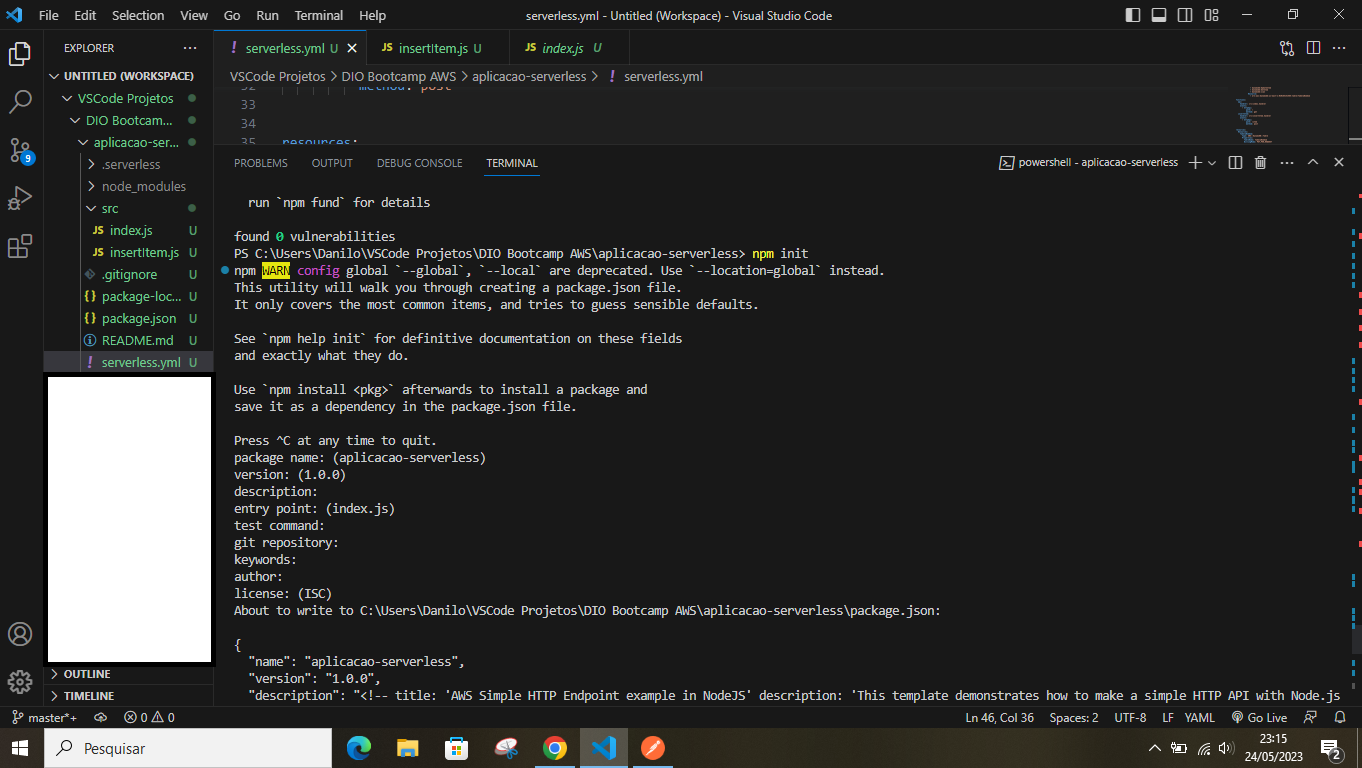 File Edit Selection View Go Run Terminal Help
serverless.yml - Untitled (Workspace) - Visual Studio Code
EXPLORER
UNTITLED (WORKSPACE)
VSCode Projetos
DIO Bootcam...
aplicacao-ser...
.serverless
node_modules
src
JS index.js U
JS insertItem.js U
.gitignore U
{} package-loc... U
{} package.json U
README.md U
! serverless.yml U
OUTLINE
TIMELINE
9
! serverless.yml U
JS insertItem.js U
JS index.js U
VSCode Projetos > DIO Bootcamp AWS > aplicacao-serverless > ! serverless.yml
32 method: post
33
34
35 resources:
PROBLEMS OUTPUT DEBUG CONSOLE TERMINAL
powershell - aplicacao-serverless
run `npm fund` for details
found 0 vulnerabilities
PS C:\Users\Danilo\VSCode Projetos\DIO Bootcamp AWS\aplicacao-serverless> npm init
npm WARN config global `--global`, `--local` are deprecated. Use `--location=global` instead.
This utility will walk you through creating a package.json file.
It only covers the most common items, and tries to guess sensible defaults.
See `npm help init` for definitive documentation on these fields
and exactly what they do.
Use `npm install <pkg>` afterwards to install a package and
save it as a dependency in the package.json file.
Press ^C at any time to quit.
package name: (aplicacao-serverless)
version: (1.0.0)
description:
entry point: (index.js)
test command:
git repository:
keywords:
author:
license: (ISC)
About to write to C:\Users\Danilo\VSCode Projetos\DIO Bootcamp AWS\aplicacao-serverless\package.json:
{
"name": "aplicacao-serverless",
"version": "1.0.0",
"description": "<!-- title: 'AWS Simple HTTP Endpoint example in NodeJS' description: 'This template demonstrates how to make a simple HTTP API with Node.js
master*+ 0 0
Ln 46, Col 36 Spaces: 2 UTF-8 LF YAML Go Live
Pesquisar
23:15
24/05/2023
2